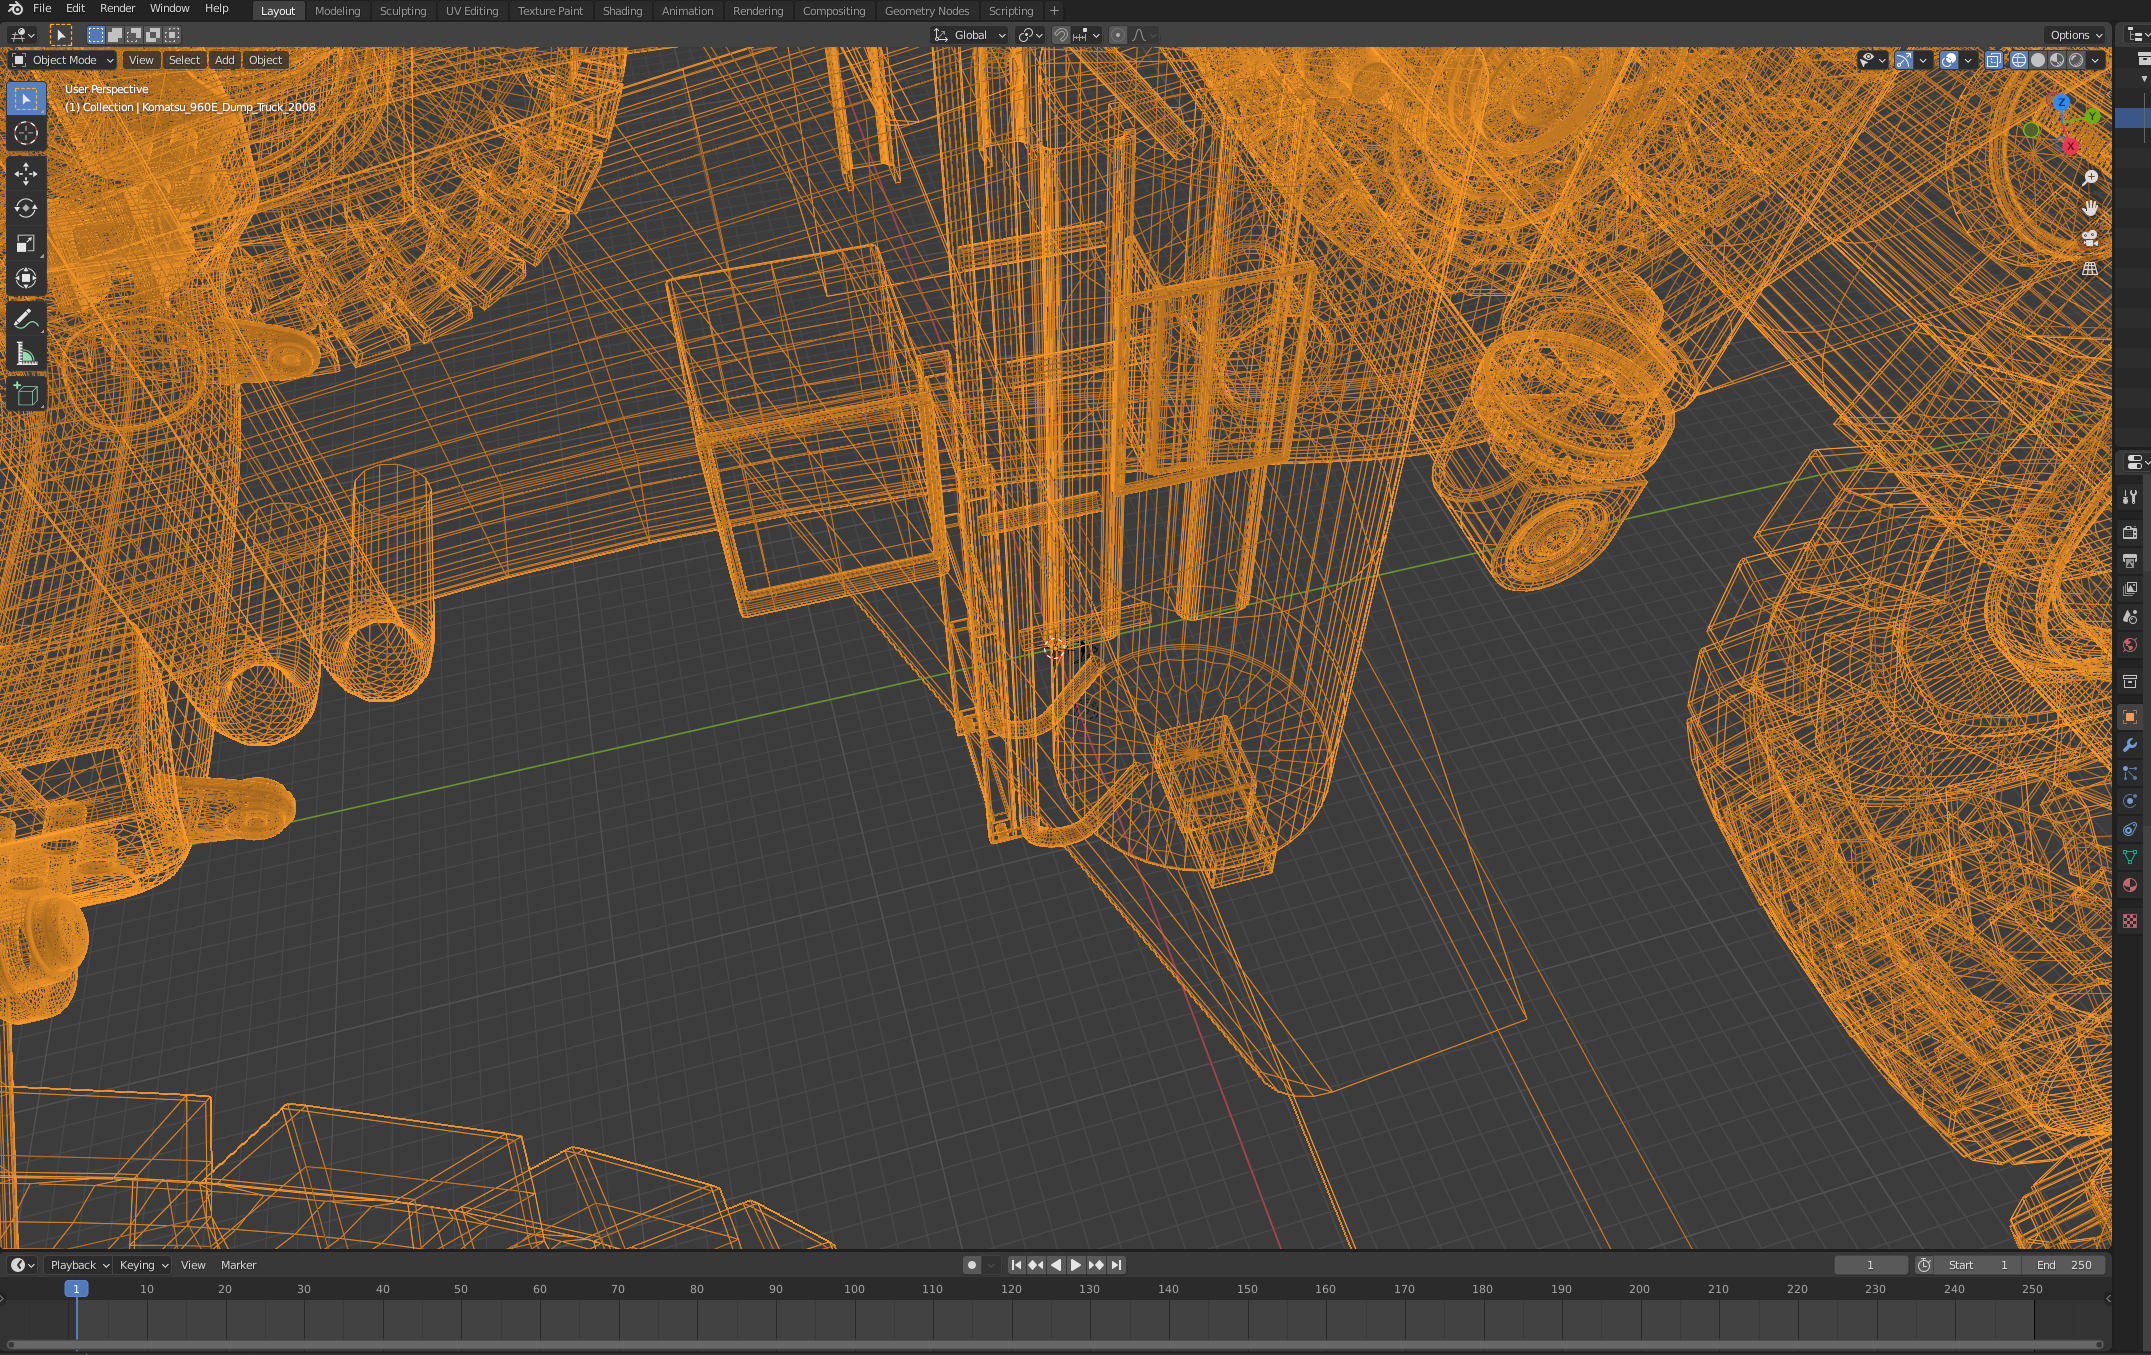 File Edit Render Window Help Layout Modeling Sculpting UV Editing Texture Paint Shading Animation Rendering Compositing Geometry Nodes Scripting +
Global Options
Object Mode View Select Add Object
User Perspective
(1) Collection | Komatsu_960E_Dump_Truck_2008
Z
Y
X
Playback Keying View Marker 1 Start 1 End 250
1 10 20 30 40 50 60 70 80 90 100 110 120 130 140 150 160 170 180 190 200 210 220 230 240 250